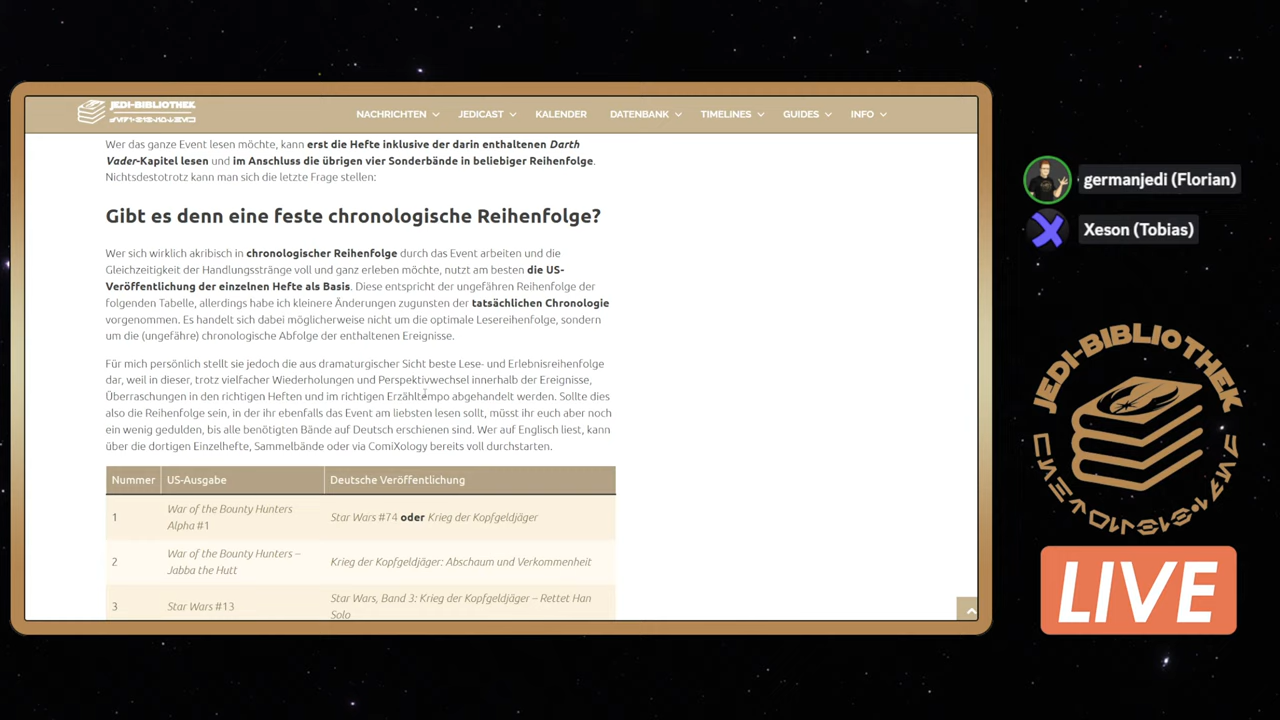 JEDI-BIBLIOTHEK
NACHRICHTEN
JEDICAST
KALENDER
DATENBANK
TIMELINES
GUIDES
INFO
Wer das ganze Event lesen möchte, kann erst die Hefte inklusive der darin enthaltenen Darth
Vader-Kapitel lesen und im Anschluss die übrigen vier Sonderbände in beliebiger Reihenfolge.
Nichtsdestotrotz kann man sich die letzte Frage stellen:
Gibt es denn eine feste chronologische Reihenfolge?
Wer sich wirklich akribisch in chronologischer Reihenfolge durch das Event arbeiten und die
Gleichzeitigkeit der Handlungsstränge voll und ganz erleben möchte, nutzt am besten die US-
Veröffentlichung der einzelnen Hefte als Basis. Diese entspricht der ungefähren Reihenfolge der
folgenden Tabelle, allerdings habe ich kleinere Änderungen zugunsten der tatsächlichen Chronologie
vorgenommen. Es handelt sich dabei möglicherweise nicht um die optimale Lesereihenfolge, sondern
um die (ungefähre) chronologische Abfolge der enthaltenen Ereignisse.
Für mich persönlich stellt sie jedoch die aus dramaturgischer Sicht beste Lese- und Erlebnisreihenfolge
dar, weil in dieser, trotz vielfacher Wiederholungen und Perspektivwechsel innerhalb der Ereignisse,
Überraschungen in den richtigen Heften und im richtigen Erzähltempo abgehandelt werden. Sollte dies
also die Reihenfolge sein, in der ihr ebenfalls das Event am liebsten lesen sollt, müsst ihr euch aber noch
ein wenig gedulden, bis alle benötigten Bände auf Deutsch erschienen sind. Wer auf Englisch liest, kann
über die dortigen Einzelhefte, Sammelbände oder via ComiXology bereits voll durchstarten.
Nummer US-Ausgabe Deutsche Veröffentlichung
1 War of the Bounty Hunters Alpha #1 Star Wars #74 oder Krieg der Kopfgeldjäger
2 War of the Bounty Hunters – Jabba the Hutt Krieg der Kopfgeldjäger: Abschaum und Verkommenheit
3 Star Wars #13 Star Wars, Band 3: Krieg der Kopfgeldjäger – Rettet Han Solo
germanjedi (Florian)
Xeson (Tobias)
JEDI-BIBLIOTHEK
LIVE